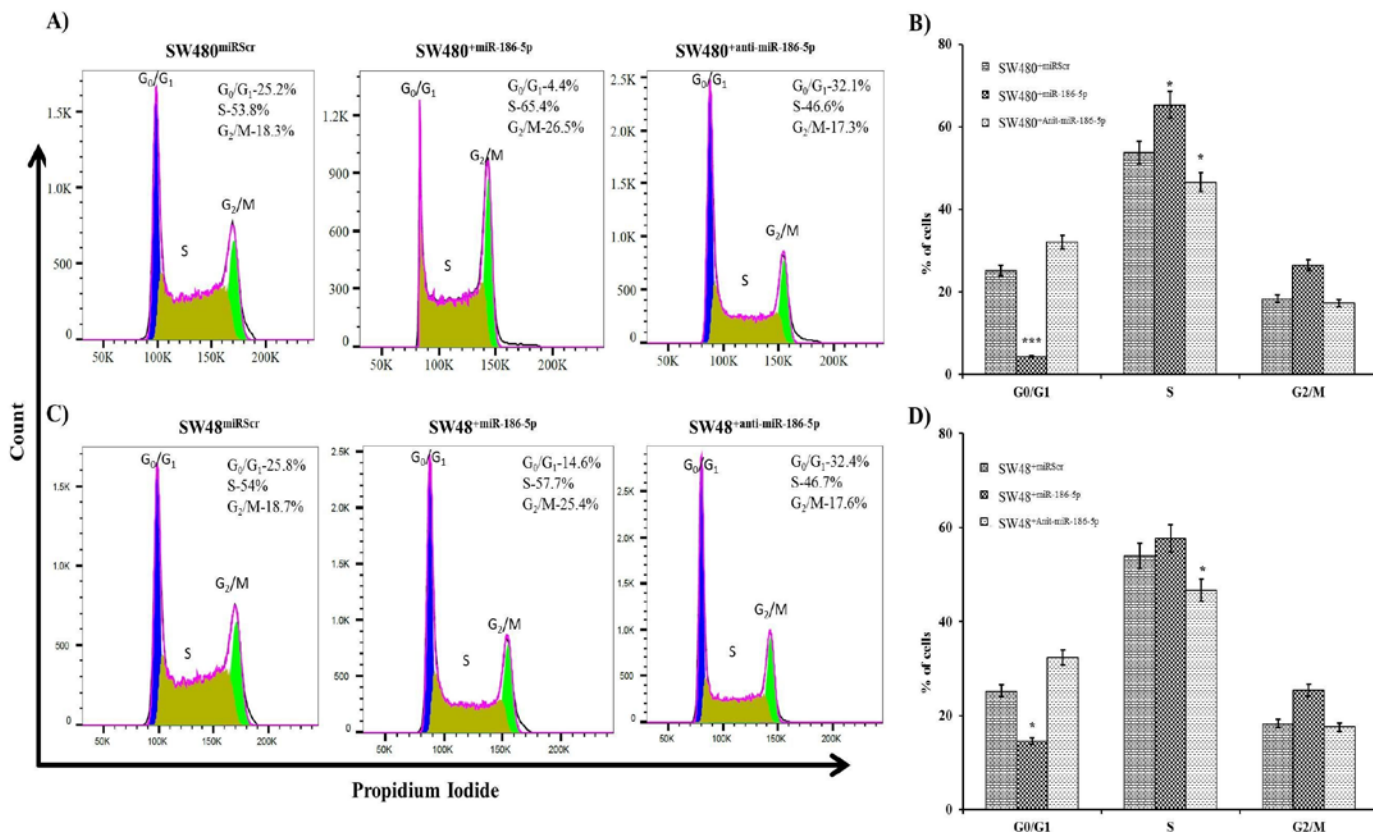 A)
SW480miRScr
G0/G1
G0/G1-25.2%
S-53.8%
G2/M-18.3%
G2/M
S
1.5K
1.0K
500
0
50K 100K 150K 200K
SW480+miR-186-5p
G0/G1
G0/G1-4.4%
S-65.4%
G2/M-26.5%
G2/M
S
1.2K
900
600
300
0
50K 100K 150K 200K
SW480+anti-miR-186-5p
G0/G1
G0/G1-32.1%
S-46.6%
G2/M-17.3%
G2/M
S
2.5K
2.0K
1.5K
1.0K
500
0
50K 100K 150K 200K
B)
80
60
40
20
0
% of cells
SW480+miRScr
SW480+miR-186-5p
SW480+Anit-miR-186-5p
***
*
*
G0/G1 S G2/M
Count
C)
SW48miRScr
G0/G1
G0/G1-25.8%
S-54%
G2/M-18.7%
G2/M
S
1.5K
1.0K
500
0
50K 100K 150K 200K
SW48+miR-186-5p
G0/G1
G0/G1-14.6%
S-57.7%
G2/M-25.4%
G2/M
S
2.5K
2.0K
1.5K
1.0K
500
0
50K 100K 150K 200K
SW48+anti-miR-186-5p
G0/G1
G0/G1-32.4%
S-46.7%
G2/M-17.6%
G2/M
S
2.5K
2.0K
1.5K
1.0K
500
0
50K 100K 150K 200K
Propidium Iodide
D)
80
60
40
20
0
% of cells
SW48+miRScr
SW48+miR-186-5p
SW48+Anit-miR-186-5p
*
*
G0/G1 S G2/M